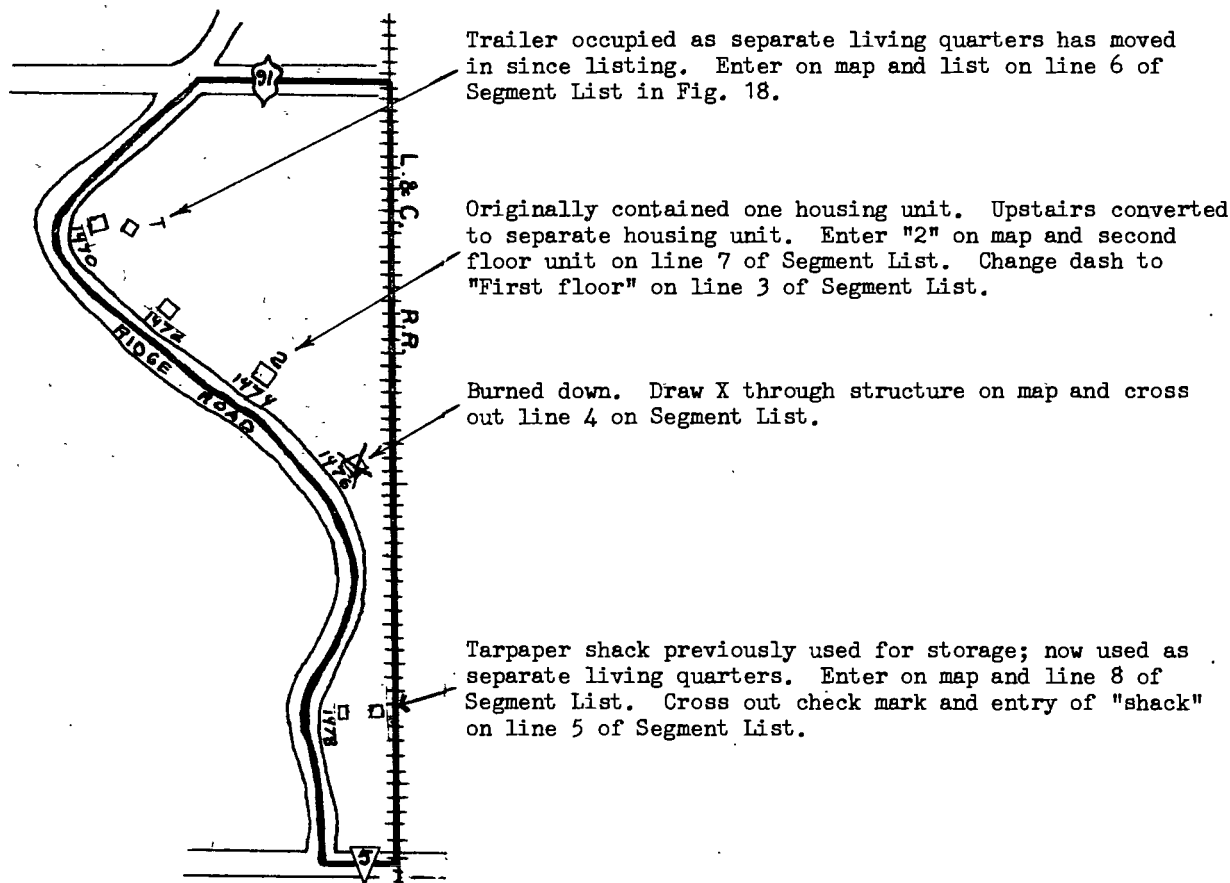 Trailer occupied as separate living quarters has moved
in since listing. Enter on map and list on line 6 of
Segment List in Fig. 18.
91
L. & C. R.R.
1470
Originally contained one housing unit. Upstairs converted
to separate housing unit. Enter "2" on map and second
floor unit on line 7 of Segment List. Change dash to
"First floor" on line 3 of Segment List.
T
1472
2
1474
RIDGE ROAD
Burned down. Draw X through structure on map and cross
out line 4 on Segment List.
1476
Tarpaper shack previously used for storage; now used as
separate living quarters. Enter on map and line 8 of
Segment List. Cross out check mark and entry of "shack"
on line 5 of Segment List.
1478
5